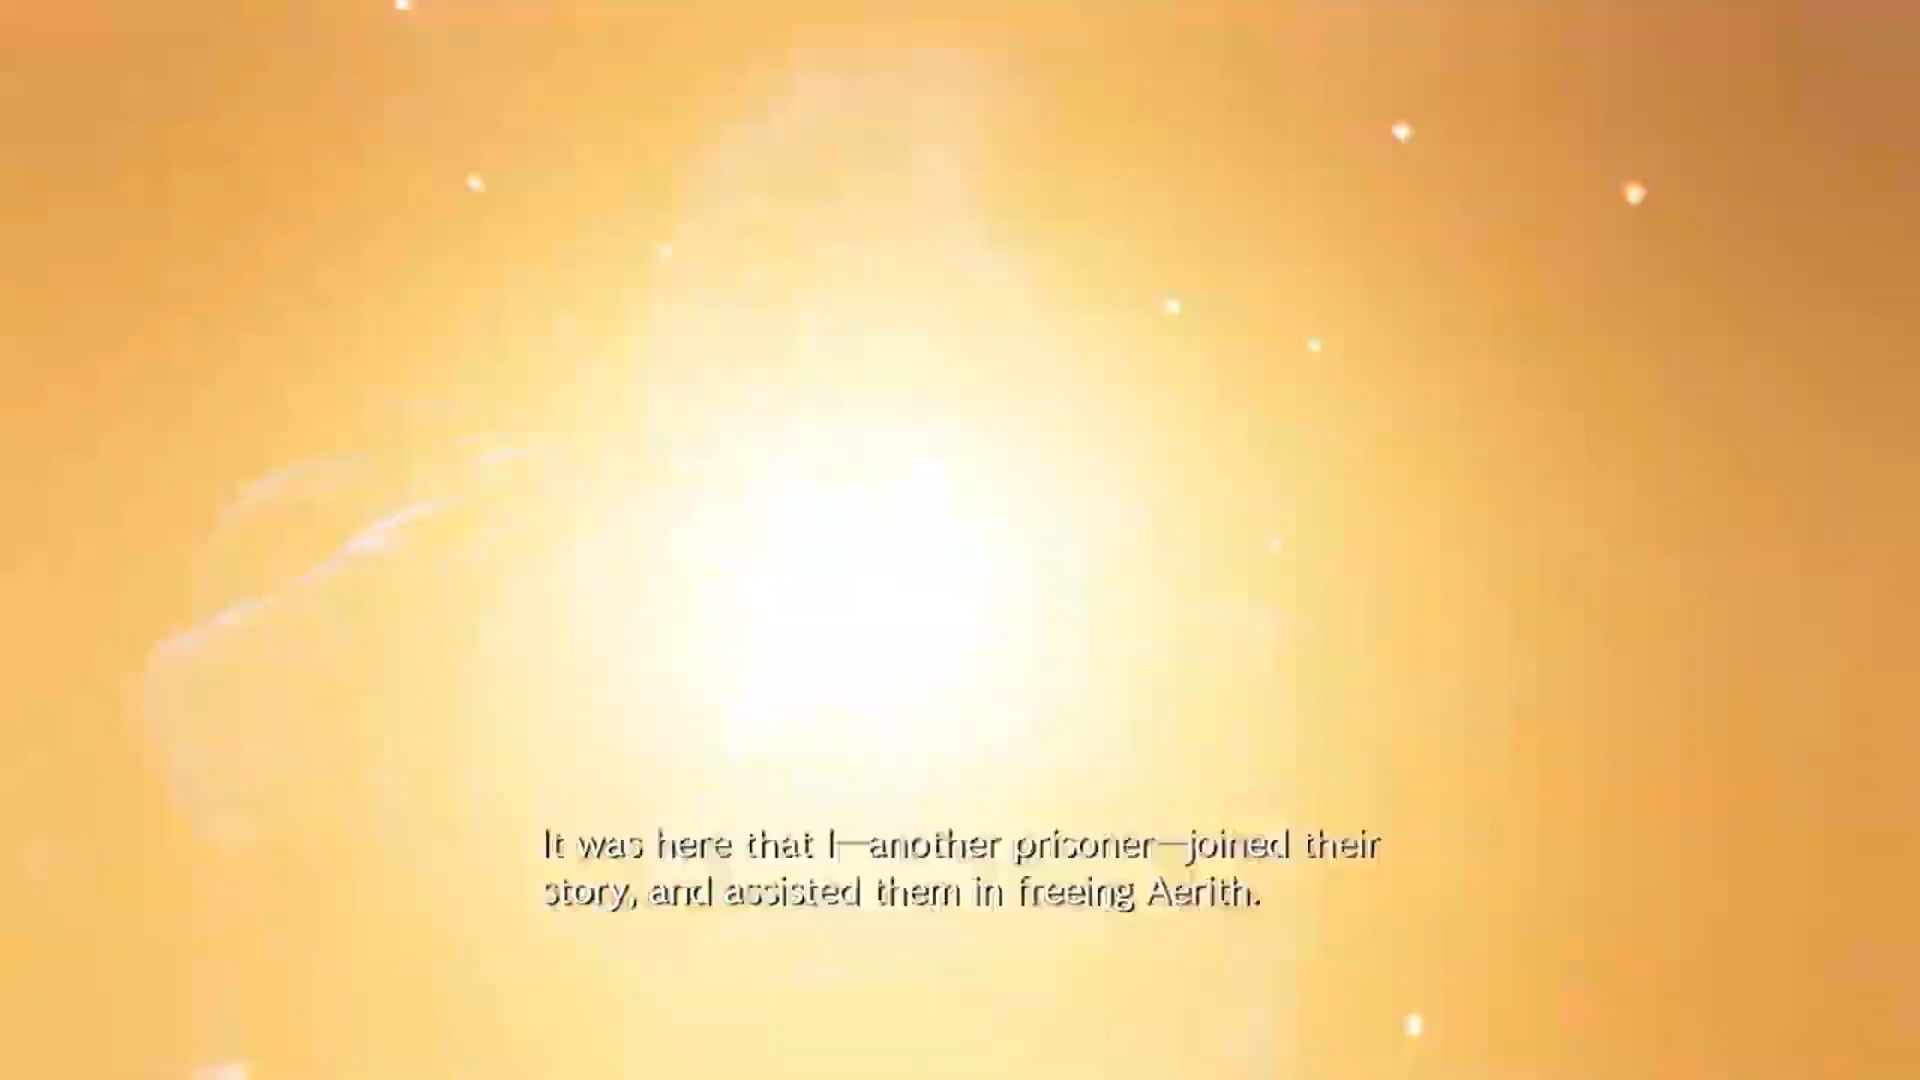 It was here that I—another prisoner—joined their
story, and assisted them in freeing Aerith.